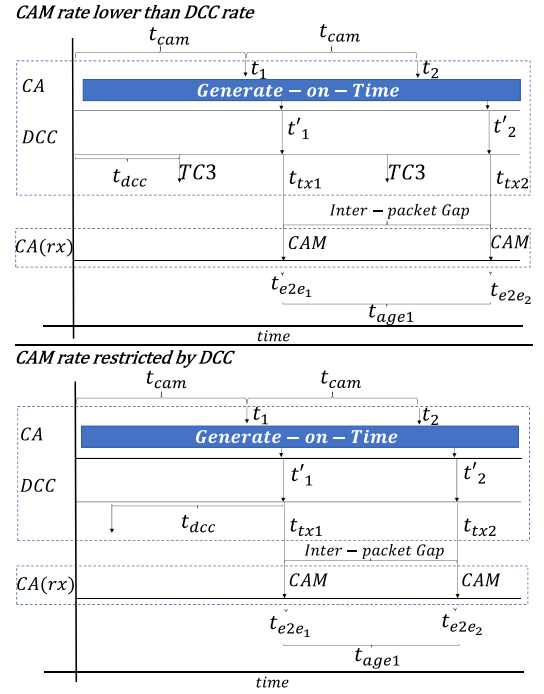 CAM rate lower than DCC rate
t_cam t_cam
t_1 t_2
CA Generate − on − Time
DCC t'_1 t'_2
t_dcc TC3 t_tx1 TC3 t_tx2
Inter − packet Gap
CA(rx) CAM CAM
t_e2e_1 t_e2e_2
t_age1
time
CAM rate restricted by DCC
t_cam t_cam
t_1 t_2
CA Generate − on − Time
DCC t'_1 t'_2
t_dcc t_tx1 t_tx2
Inter − packet Gap
CA(rx) CAM CAM
t_e2e_1 t_e2e_2
t_age1
time